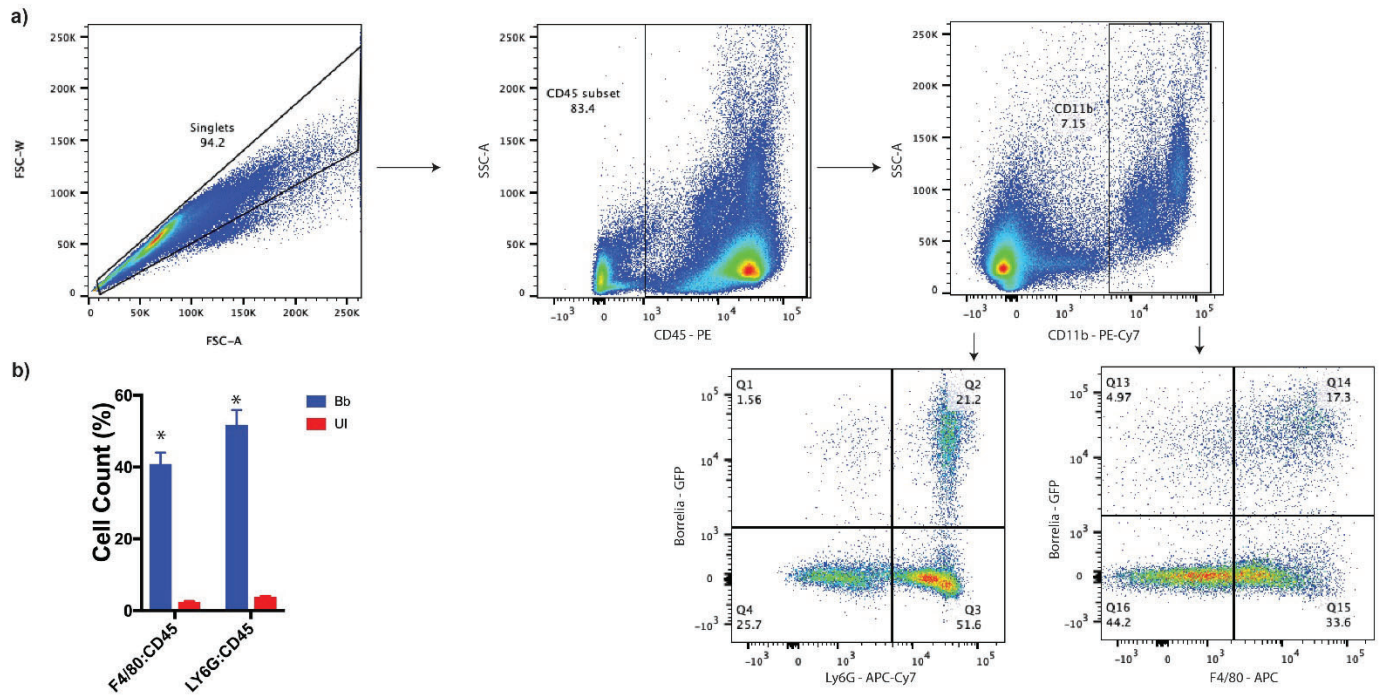 a)
250K
200K
150K
100K
50K
0
FSC-W
Singlets
94.2
0 50K 100K 150K 200K 250K
FSC-A
250K
200K
150K
100K
50K
0
SSC-A
CD45 subset
83.4
-10³ 0 10³ 10⁴ 10⁵
CD45 - PE
250K
200K
150K
100K
50K
0
SSC-A
CD11b
7.15
-10³ 0 10³ 10⁴ 10⁵
CD11b - PE-Cy7
b)
60
40
20
0
Cell Count (%)
*
*
Bb
UI
F4/80:CD45
LY6G:CD45
Q1
1.56
Q2
21.2
10⁵
10⁴
10³
0
-10³
Borrelia - GFP
Q4
25.7
Q3
51.6
0 10³ 10⁴ 10⁵
Ly6G - APC-Cy7
Q13
4.97
Q14
17.3
10⁵
10⁴
10³
0
-10³
Borrelia - GFP
Q16
44.2
Q15
33.6
0 10³ 10⁴ 10⁵
F4/80 - APC